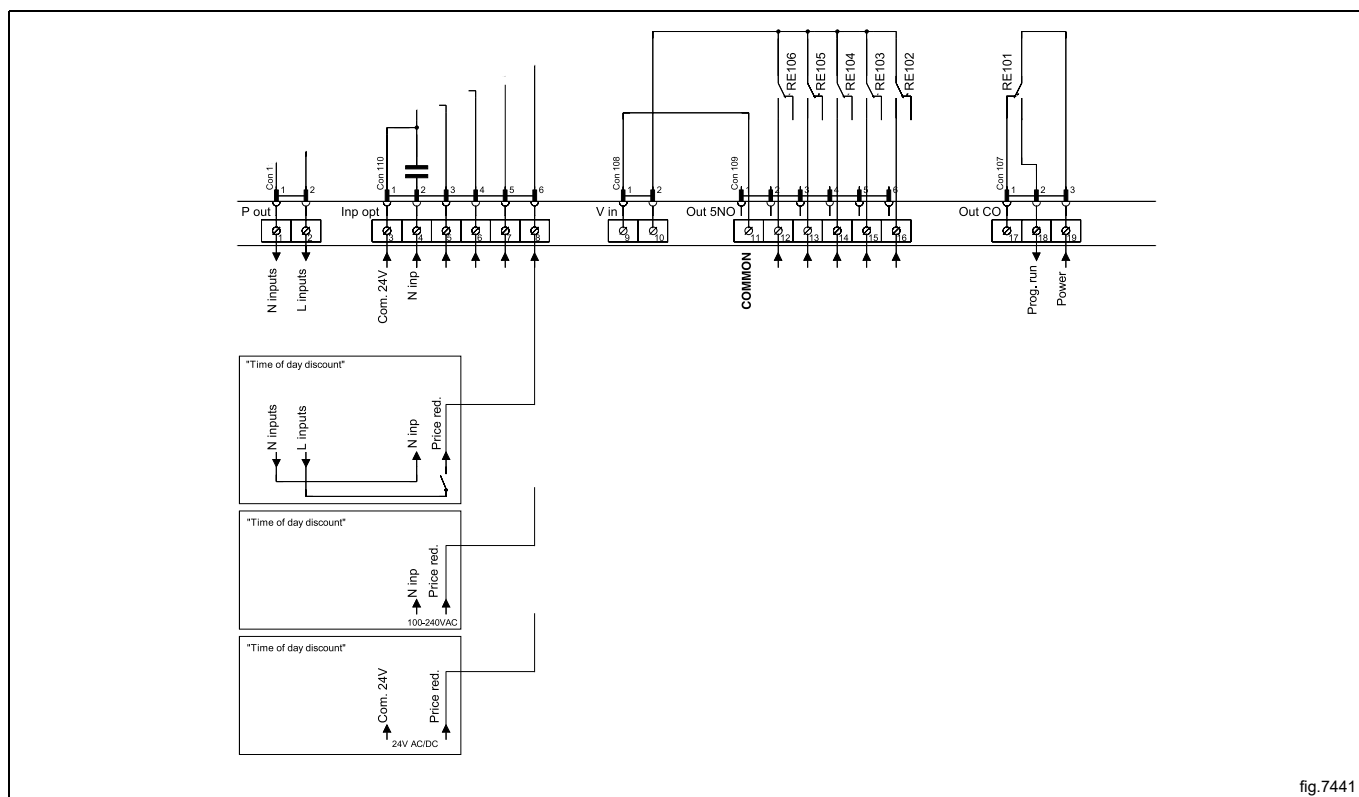 RE106
RE105
RE104
RE103
RE102
RE101
Con 1
Con 110
Con 108
Con 109
Con 107
1 2
1 2 3 4 5 6
1 2
1 2 3 4 5 6
1 2 3
P out
Inp opt
V in
Out 5NO
Out CO
1 2
3 4 5 6 7 8
9 10
11 12 13 14 15 16
17 18 19
N inputs
L inputs
Com. 24V
N inp
COMMON
Prog. run
Power
"Time of day discount"
N inputs
L inputs
N inp
Price red.
"Time of day discount"
N inp
Price red.
100-240VAC
"Time of day discount"
Com. 24V
Price red.
24V AC/DC
fig.7441